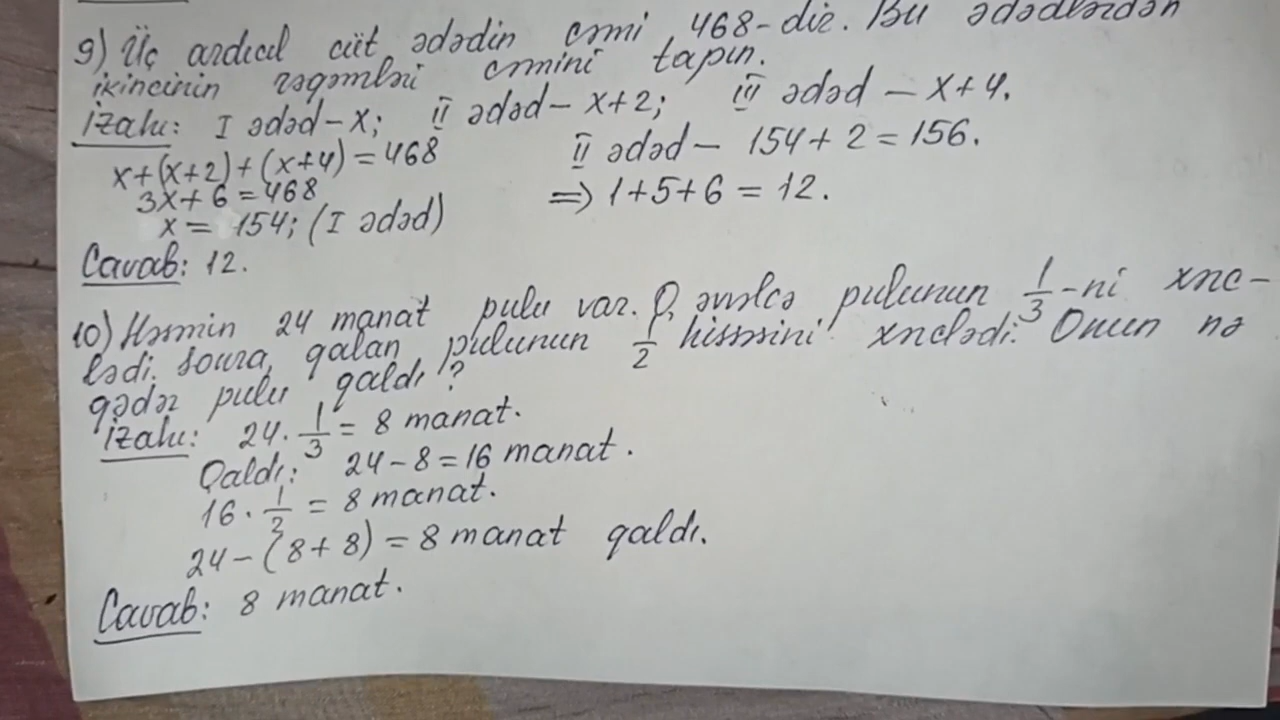 9) Üç ardıcıl cüt ədədin cəmi 468-dir. Bu ədədlərdən
ikincinin rəqəmləri cəmini tapın.
İzahı: I ədəd - x; II ədəd - x+2; III ədəd - x+4.
x+(x+2)+(x+4) = 468 II ədəd - 154+2 = 156.
3x+6 = 468 => 1+5+6 = 12.
x = 154; (I ədəd)
Cavab: 12.
10) Həsənin 24 manat pulu var. O, əvvəlcə pulunun 1/3-ni xərc-
lədi. Sonra, qalan pulunun 1/2 hissəsini xərclədi. Onun nə
qədər pulu qaldı?
İzahı: 24 · 1/3 = 8 manat.
Qaldı: 24 - 8 = 16 manat.
16 · 1/2 = 8 manat.
24 - (8+8) = 8 manat qaldı.
Cavab: 8 manat.